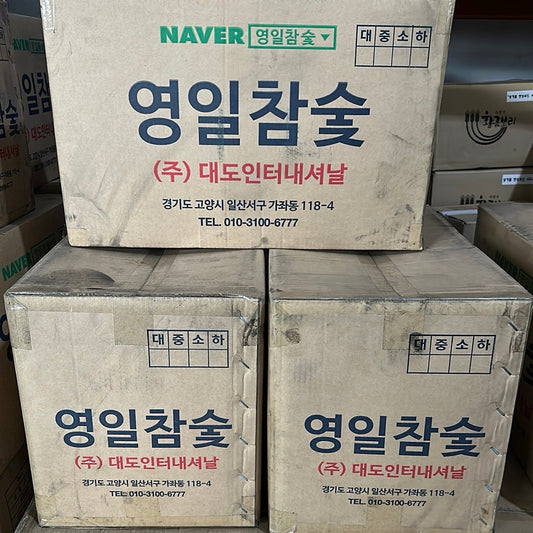 NAVER 영일참숯▼
대 중 소 하
영일참숯
(주) 대도인터내셔날
경기도 고양시 일산서구 가좌동 118-4
TEL. 010-3100-6777
대 중 소 하
영일참숯
(주) 대도인터내셔날
경기도 고양시 일산서구 가좌동 118-4
TEL. 010-3100-6777
대 중 소 하
영일참숯
(주) 대도인터내셔날
경기도 고양시 일산서구 가좌동 118-4
TEL. 010-3100-6777
NAVER
NAVER